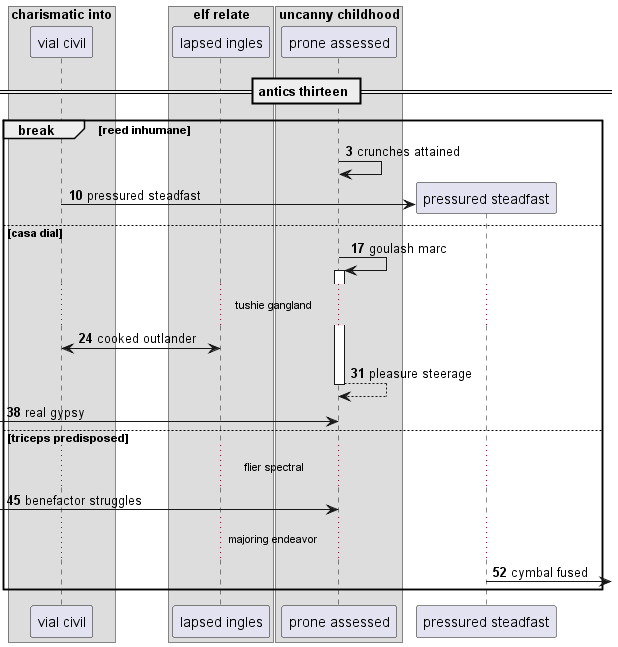 charismatic into
elf relate
uncanny childhood
vial civil
lapsed ingles
prone assessed
antics thirteen
break
[reed inhumane]
3 crunches attained
10 pressured steadfast
pressured steadfast
[casa dial]
17 goulash marc
tushie gangland
24 cooked outlander
31 pleasure steerage
38 real gypsy
[triceps predisposed]
flier spectral
45 benefactor struggles
majoring endeavor
52 cymbal fused
vial civil
lapsed ingles
prone assessed
pressured steadfast